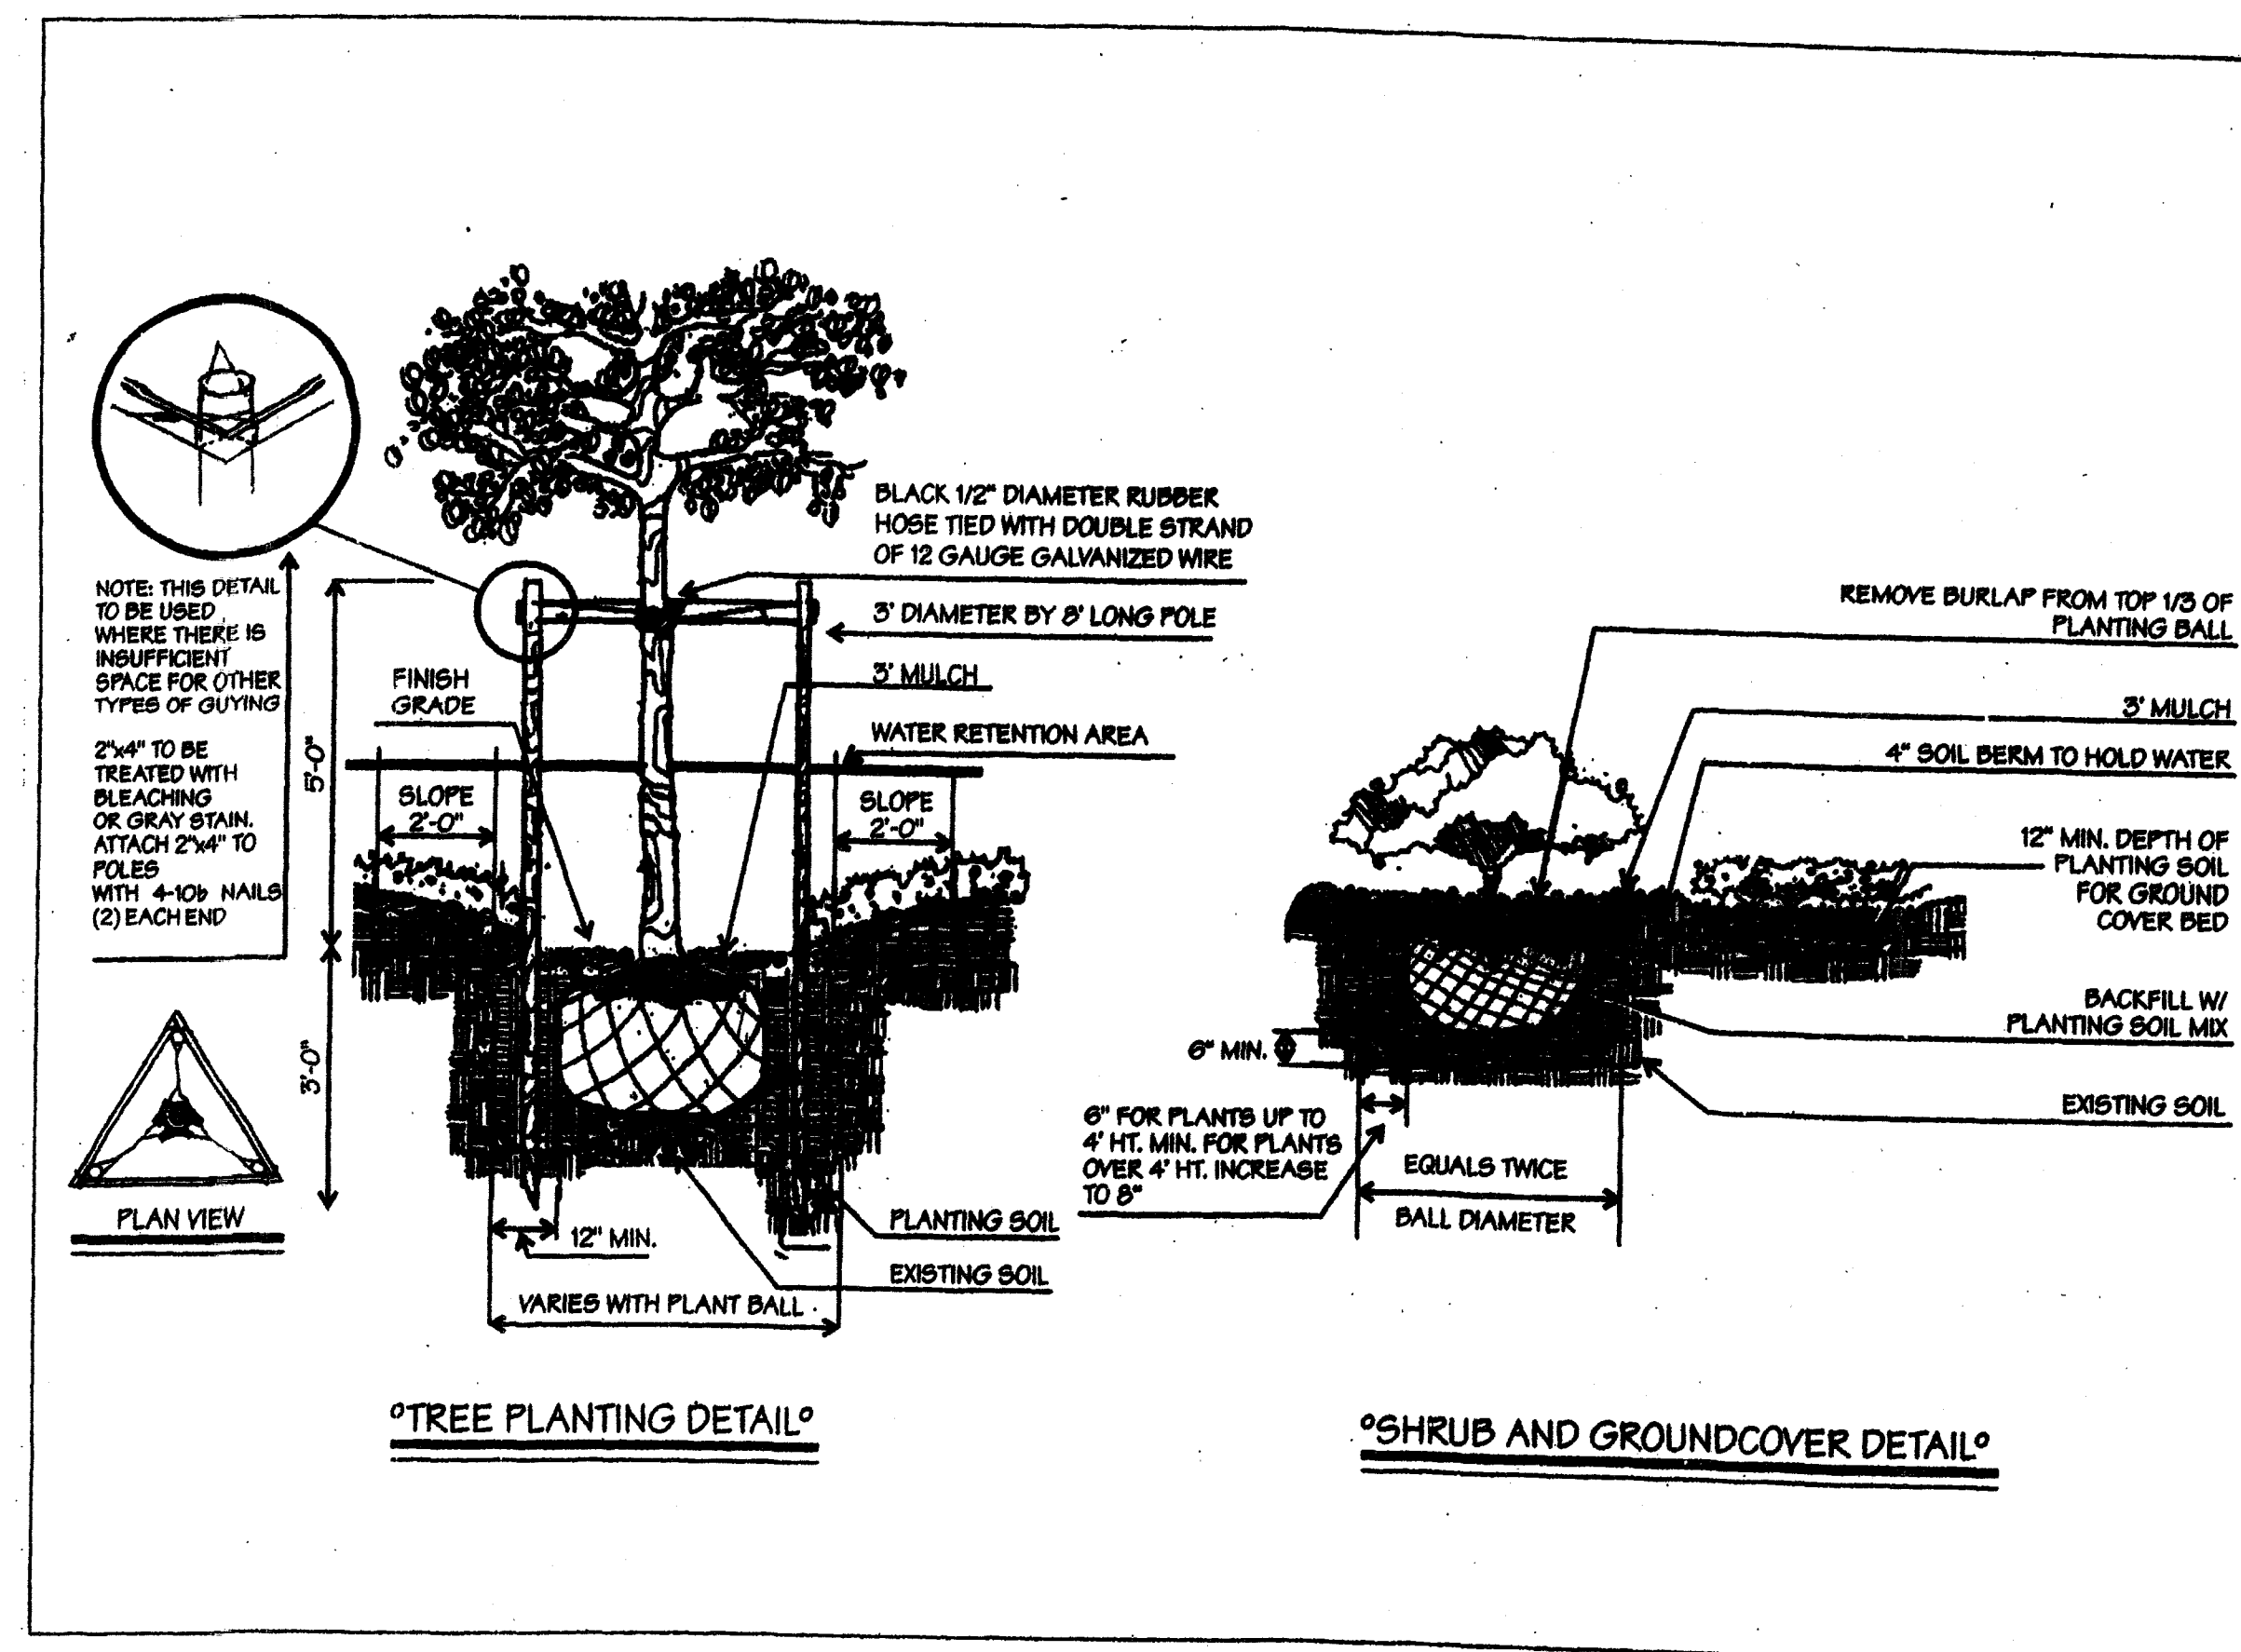 BLACK 1/2" DIAMETER RUBBER
HOSE TIED WITH DOUBLE STRAND
OF 12 GAUGE GALVANIZED WIRE
3' DIAMETER BY 8' LONG POLE
3' MULCH
WATER RETENTION AREA
NOTE: THIS DETAIL
TO BE USED
WHERE THERE IS
INSUFFICIENT
SPACE FOR OTHER
TYPES OF GUYING
2"x4" TO BE
TREATED WITH
BLEACHING
OR GRAY STAIN.
ATTACH 2"x4" TO
POLES
WITH 4-10b NAILS
(2) EACH END
FINISH
GRADE
5'-0"
3'-0"
SLOPE
2'-0"
SLOPE
2'-0"
PLAN VIEW
12" MIN.
PLANTING SOIL
EXISTING SOIL
VARIES WITH PLANT BALL
°TREE PLANTING DETAIL°
REMOVE BURLAP FROM TOP 1/3 OF
PLANTING BALL
3' MULCH
4" SOIL BERM TO HOLD WATER
12" MIN. DEPTH OF
PLANTING SOIL
FOR GROUND
COVER BED
BACKFILL W/
PLANTING SOIL MIX
EXISTING SOIL
6" MIN.
6" FOR PLANTS UP TO
4' HT. MIN. FOR PLANTS
OVER 4' HT. INCREASE
TO 8"
EQUALS TWICE
BALL DIAMETER
°SHRUB AND GROUNDCOVER DETAIL°